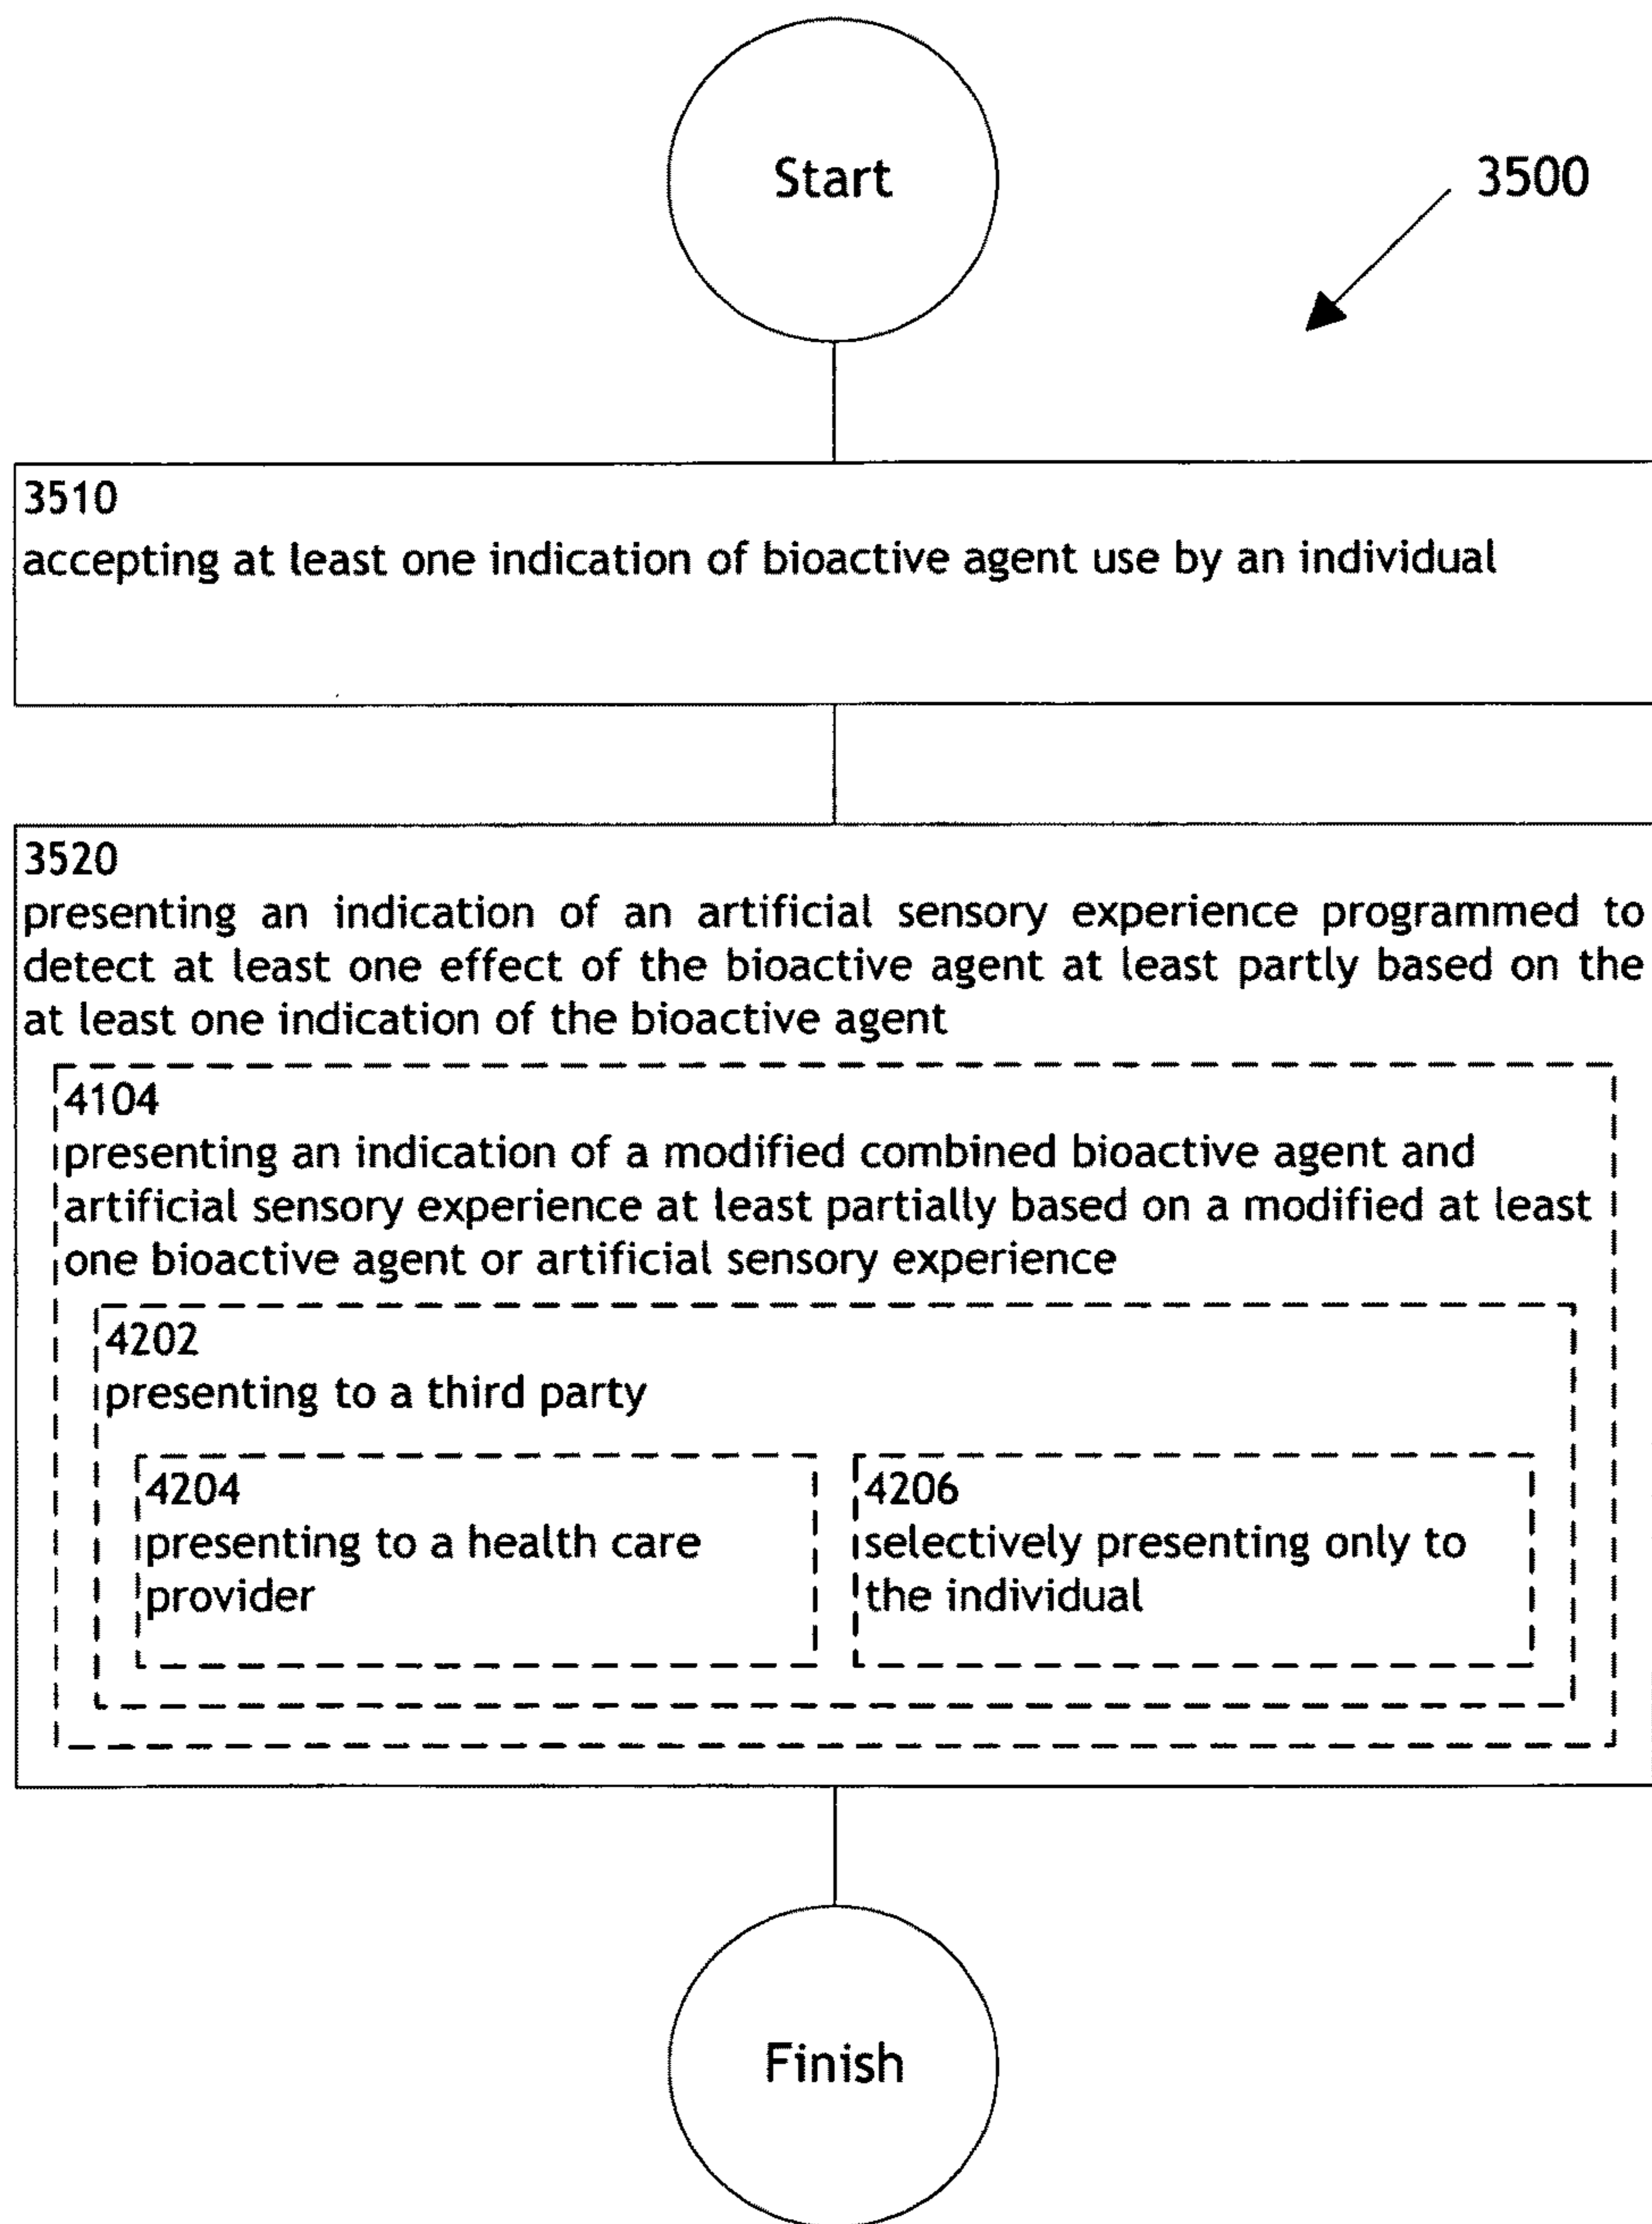 Start
3500
3510
accepting at least one indication of bioactive agent use by an individual
3520
presenting an indication of an artificial sensory experience programmed to
detect at least one effect of the bioactive agent at least partly based on the
at least one indication of the bioactive agent
4104
presenting an indication of a modified combined bioactive agent and
artificial sensory experience at least partially based on a modified at least
one bioactive agent or artificial sensory experience
4202
presenting to a third party
4204
presenting to a health care
provider
4206
selectively presenting only to
the individual
Finish